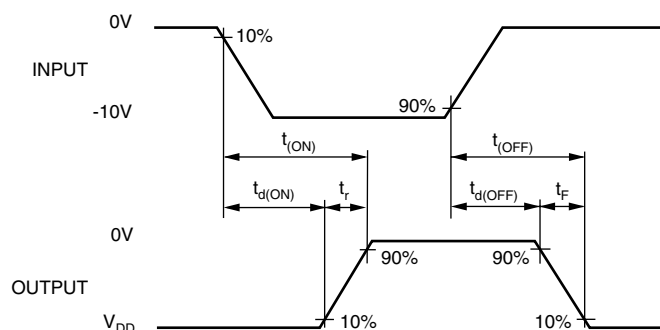 0V
10%
INPUT
-10V
90%
t(ON)
t(OFF)
td(ON)
tr
td(OFF)
tF
0V
90%
90%
OUTPUT
VDD
10%
10%